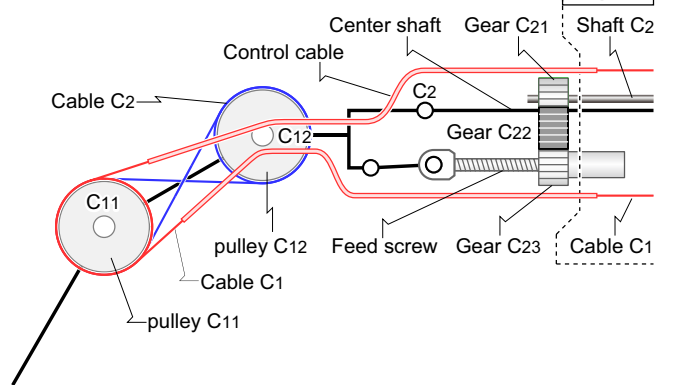 Center shaft
Gear C21
Shaft C2
Control cable
Cable C2
C2
C12
Gear C22
C11
pulley C12
Feed screw
Gear C23
Cable C1
Cable C1
pulley C11